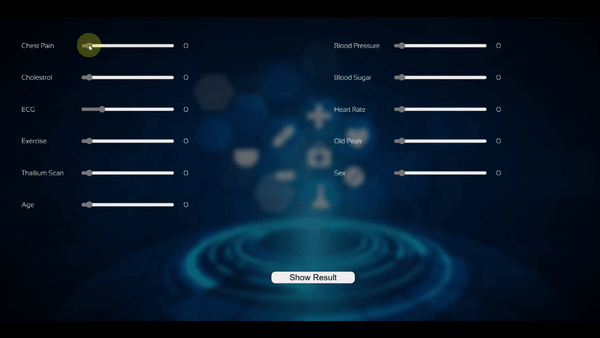 Chest Pain 0
Cholestrol 0
ECG 0
Exercise 0
Thallium Scan 0
Age 0
Blood Pressure 0
Blood Sugar 0
Heart Rate 0
Old Peak 0
Sex 0
Show Result